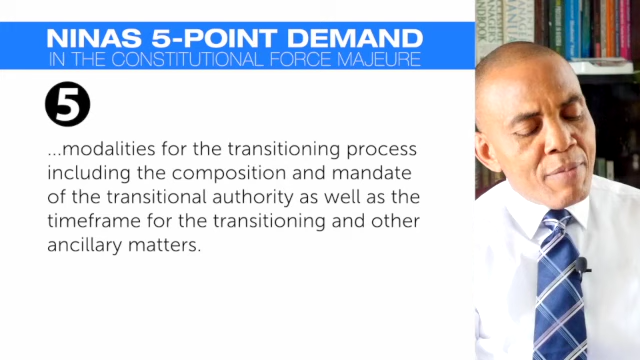 NINAS 5-POINT DEMAND
IN THE CONSTITUTIONAL FORCE MAJEURE
5
...modalities for the transitioning process
including the composition and mandate
of the transitional authority as well as the
timeframe for the transitioning and other
ancillary matters.